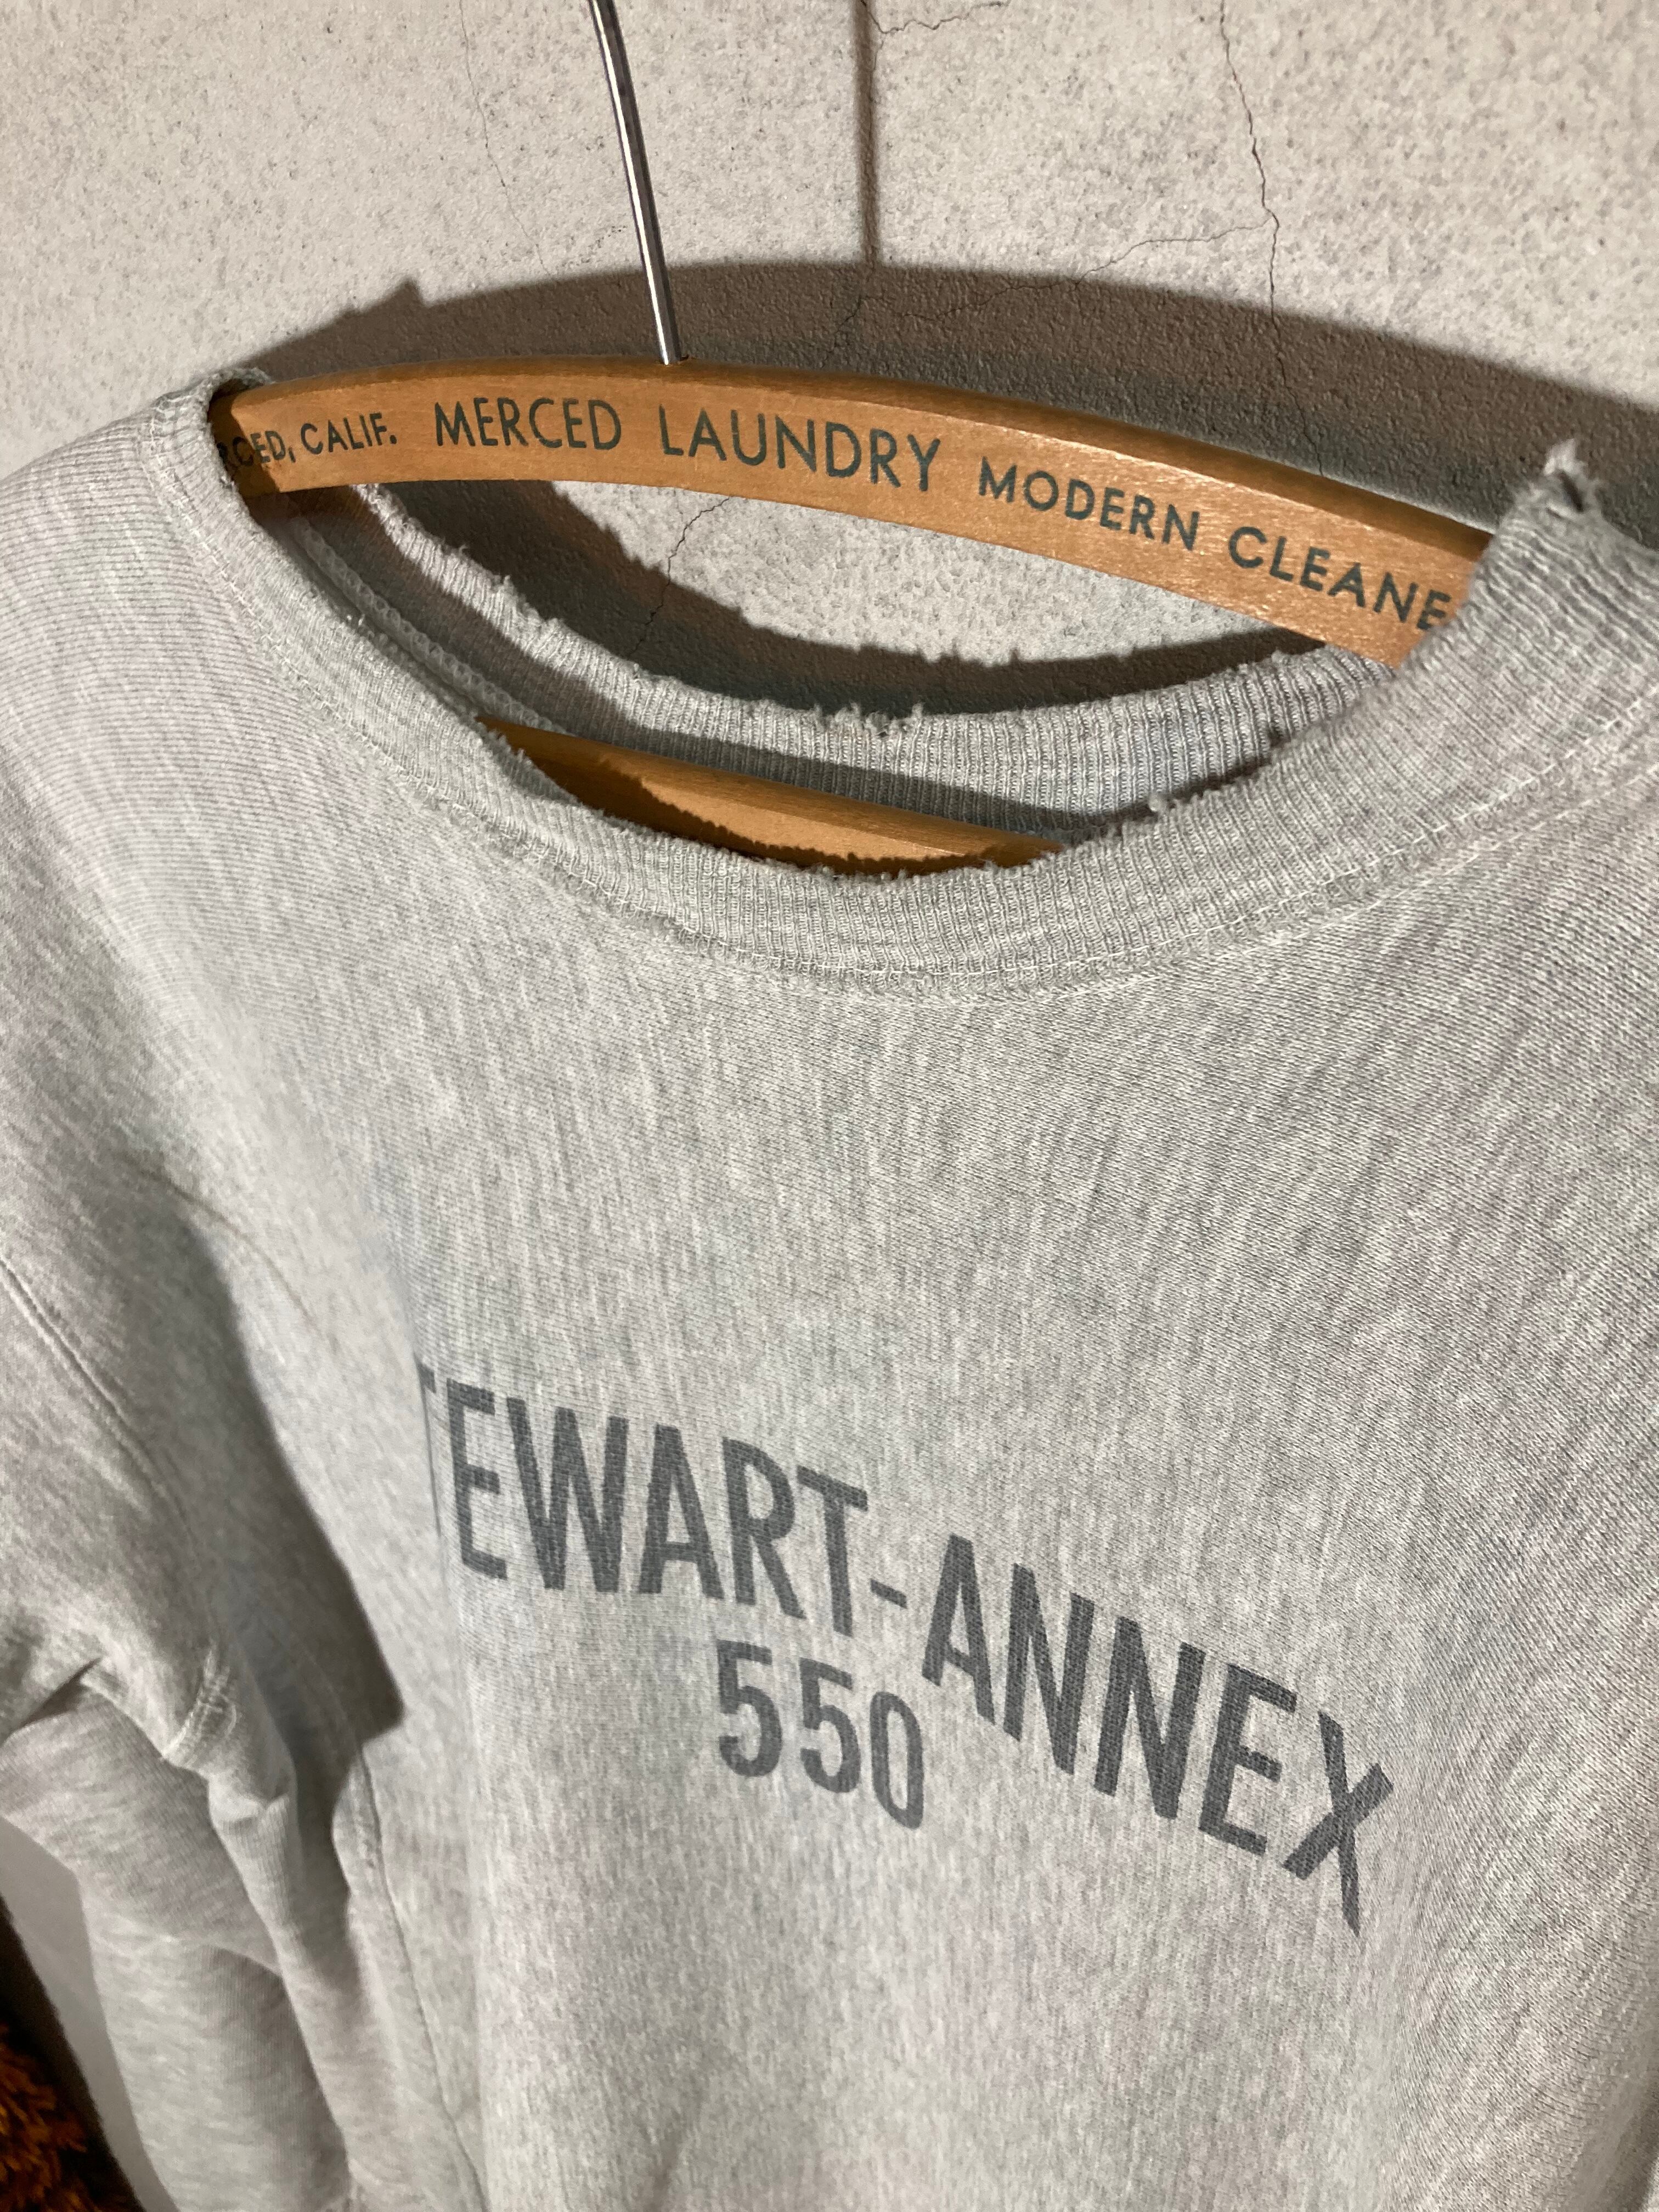 RCED, CALIF. MERCED LAUNDRY MODERN CLEANE
TEWART-ANNEX
550